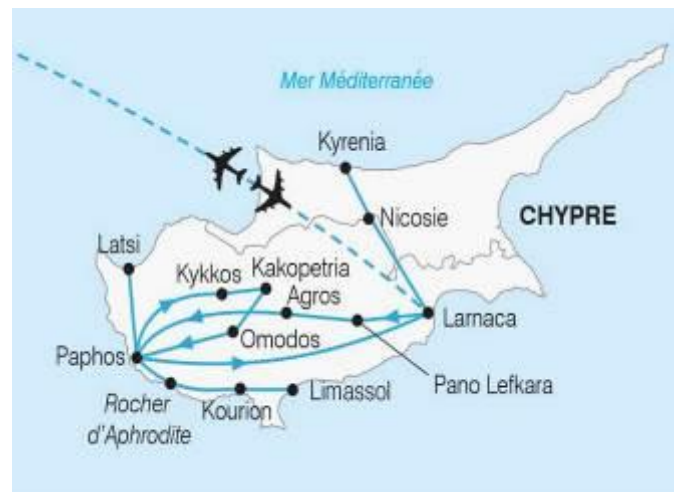 Mer Méditerranée
Kyrenia
Nicosie
CHYPRE
Latsi
Kykkos
Kakopetria
Agros
Larnaca
Omodos
Paphos
Pano Lefkara
Rocher
d'Aphrodite
Kourion
Limassol